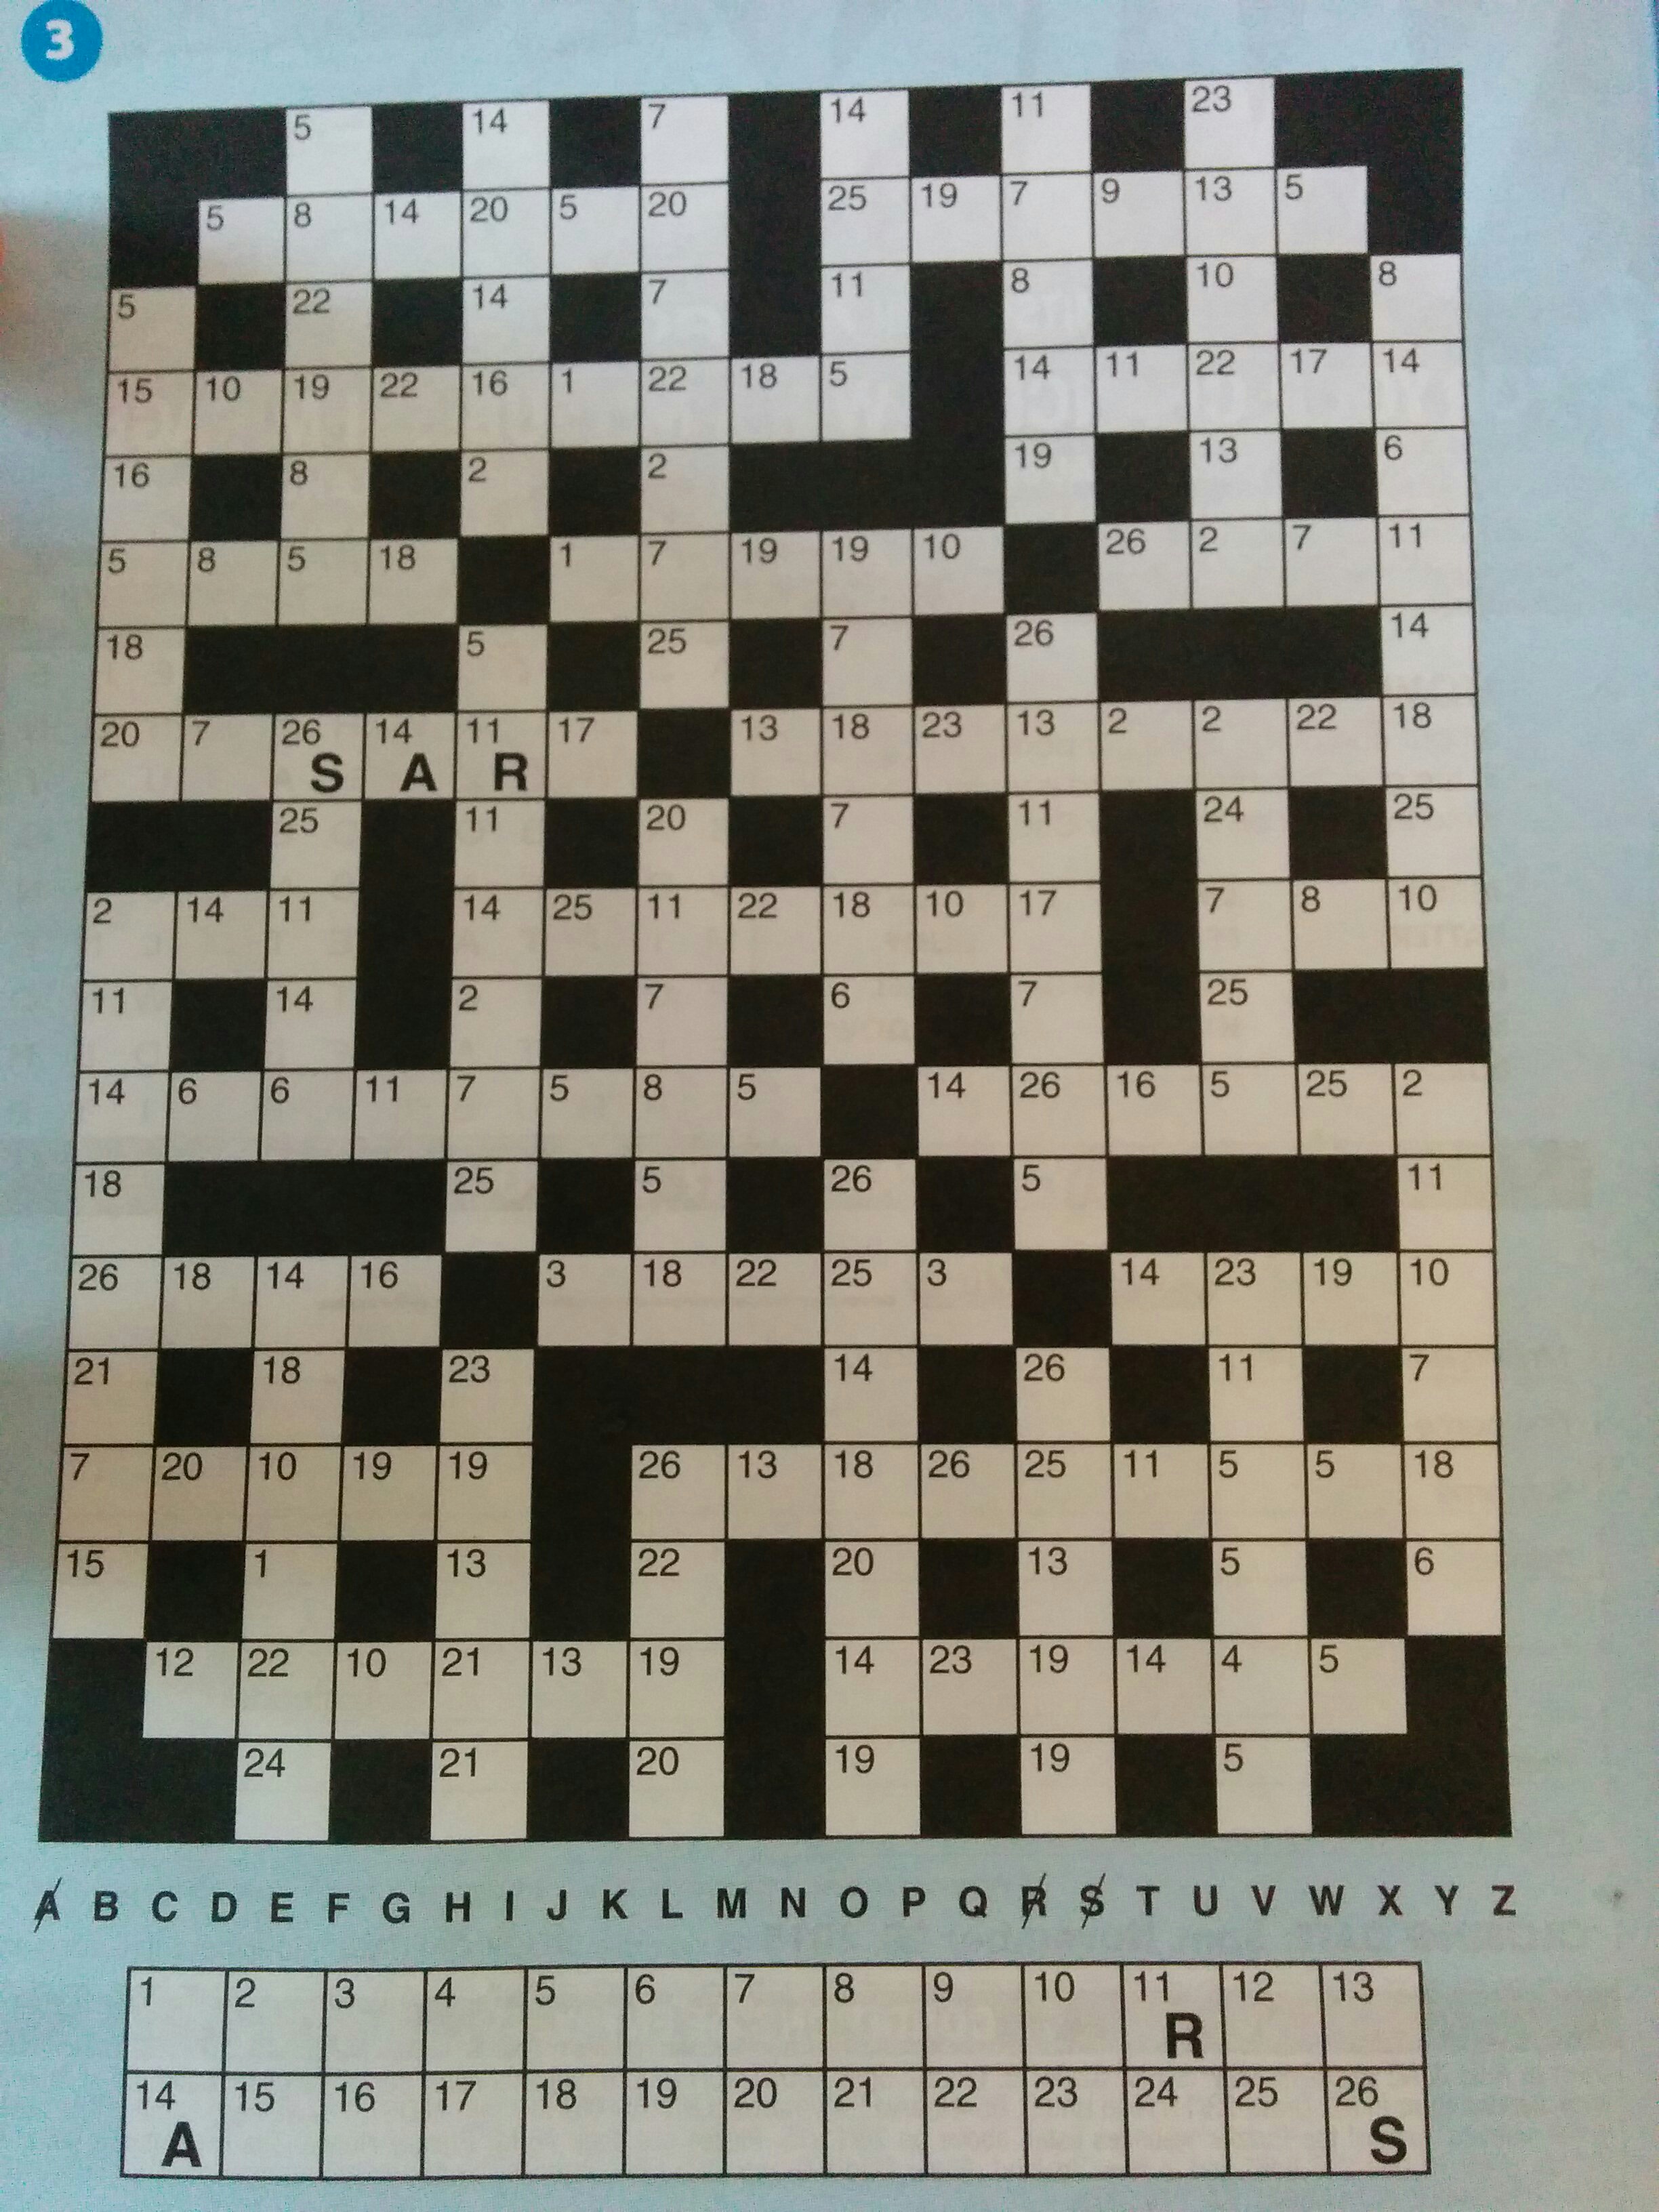 3
5 14 7 14 11 23
5 8 14 20 5 20 25 19 7 9 13 5
5 22 14 7 11 8 10 8
15 10 19 22 16 1 22 18 5 14 11 22 17 14
16 8 2 2 19 13 6
5 8 5 18 1 7 19 19 10 26 2 7 11
18 5 25 7 26 14
20 7 26 14 11 17 13 18 23 13 2 2 22 18
S A R
25 11 20 7 11 24 25
2 14 11 14 25 11 22 18 10 17 7 8 10
11 14 2 7 6 7 25
14 6 6 11 7 5 8 5 14 26 16 5 25 2
18 25 5 26 5 11
26 18 14 16 3 18 22 25 3 14 23 19 10
21 18 23 14 26 11 7
7 20 10 19 19 26 13 18 26 25 11 5 5 18
15 1 13 22 20 13 5 6
12 22 10 21 13 19 14 23 19 14 4 5
24 21 20 19 19 5
A B C D E F G H I J K L M N O P Q R S T U V W X Y Z
1 2 3 4 5 6 7 8 9 10 11 12 13
R
14 15 16 17 18 19 20 21 22 23 24 25 26
A S